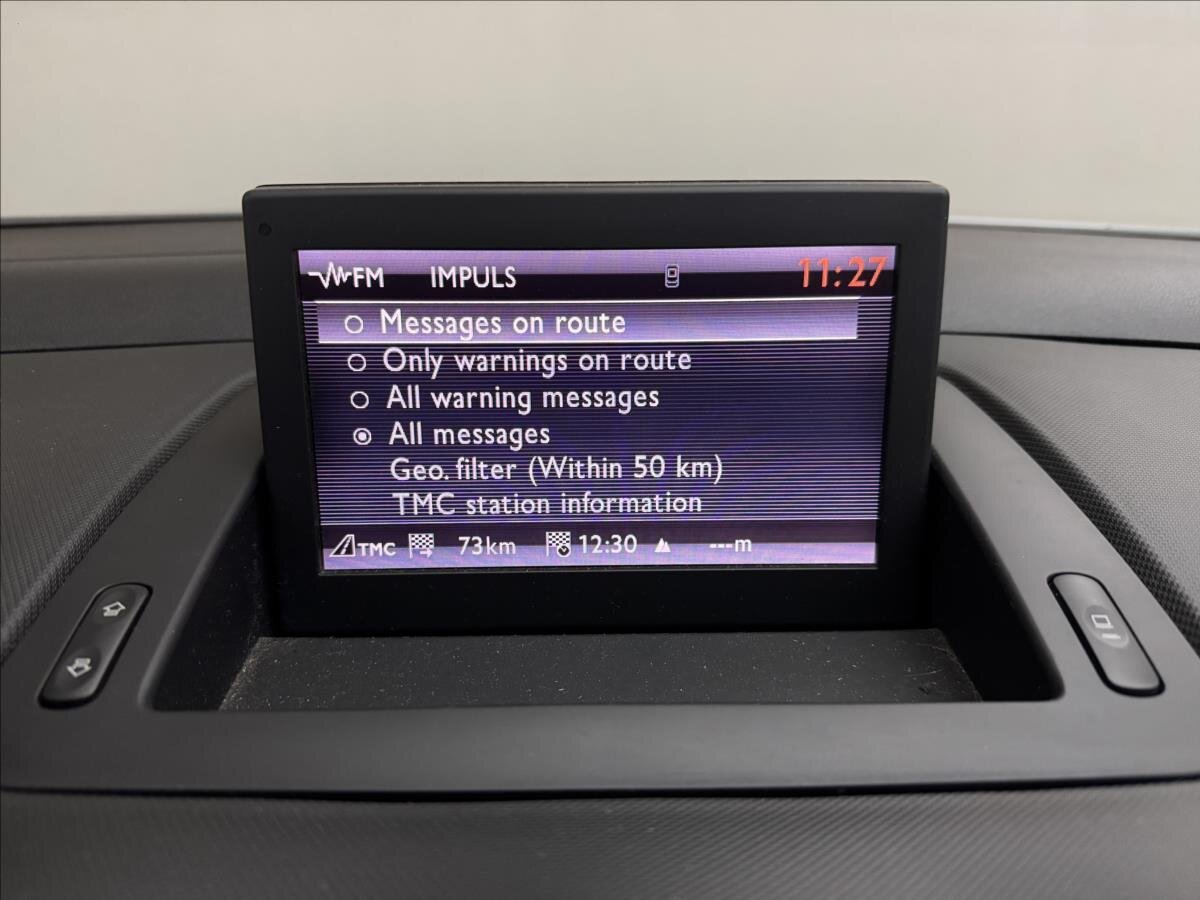 FM IMPULS 11:27
Messages on route
Only warnings on route
All warning messages
All messages
Geo. filter (Within 50 km)
TMC station information
TMC 73km 12:30 ---m